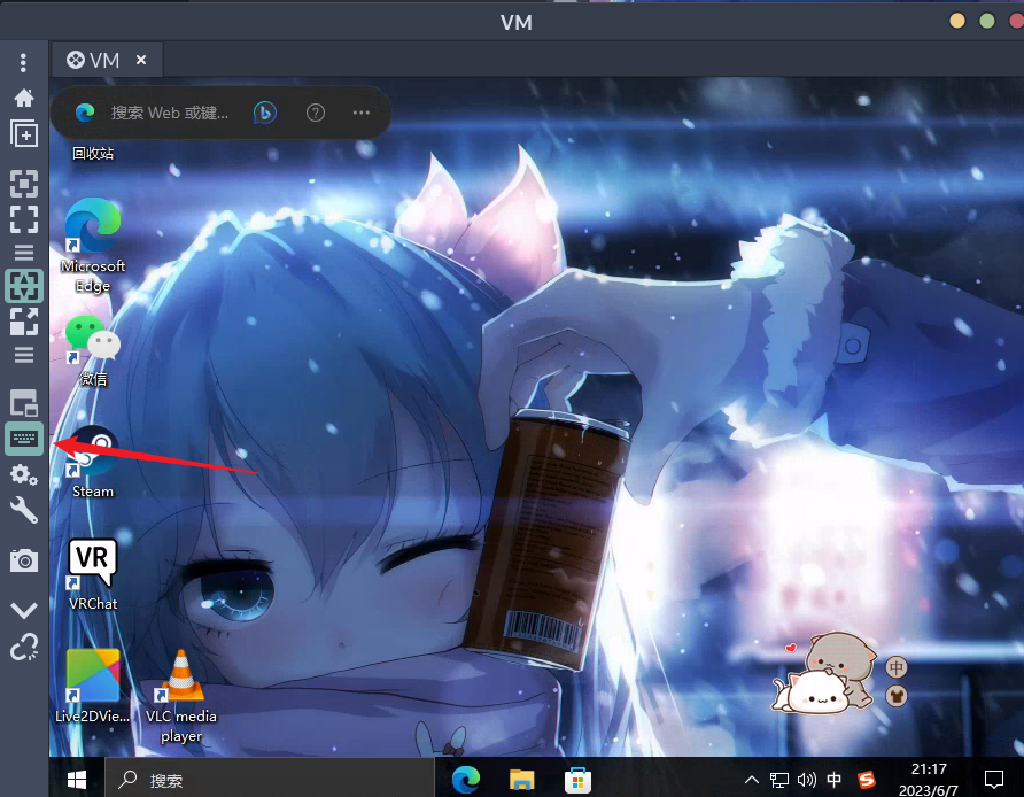 VM
VM
搜索 Web 或键...
回收站
Microsoft
Edge
微信
Steam
VR
VRChat
Live2DVie...
VLC media
player
中
搜索
中
21:17
2023/6/7